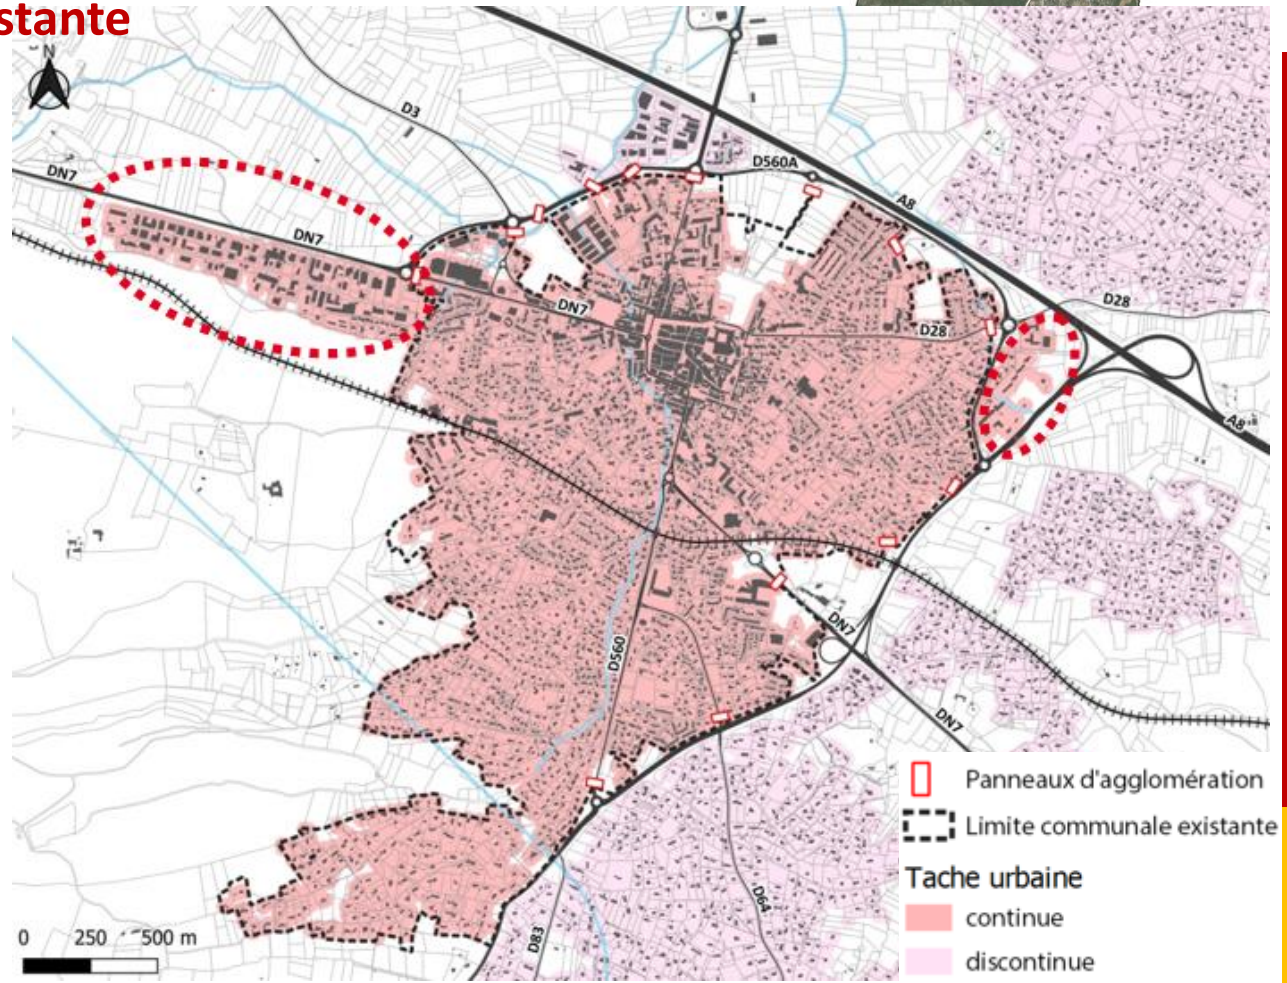 stante
N
D3
DN7
D560A
A8
DN7
D28
DN7
D28
A8
D560
DN7
DN7
Panneaux d'agglomération
Limite communale existante
Tache urbaine
continue
discontinue
D64
D83
0 250 500 m